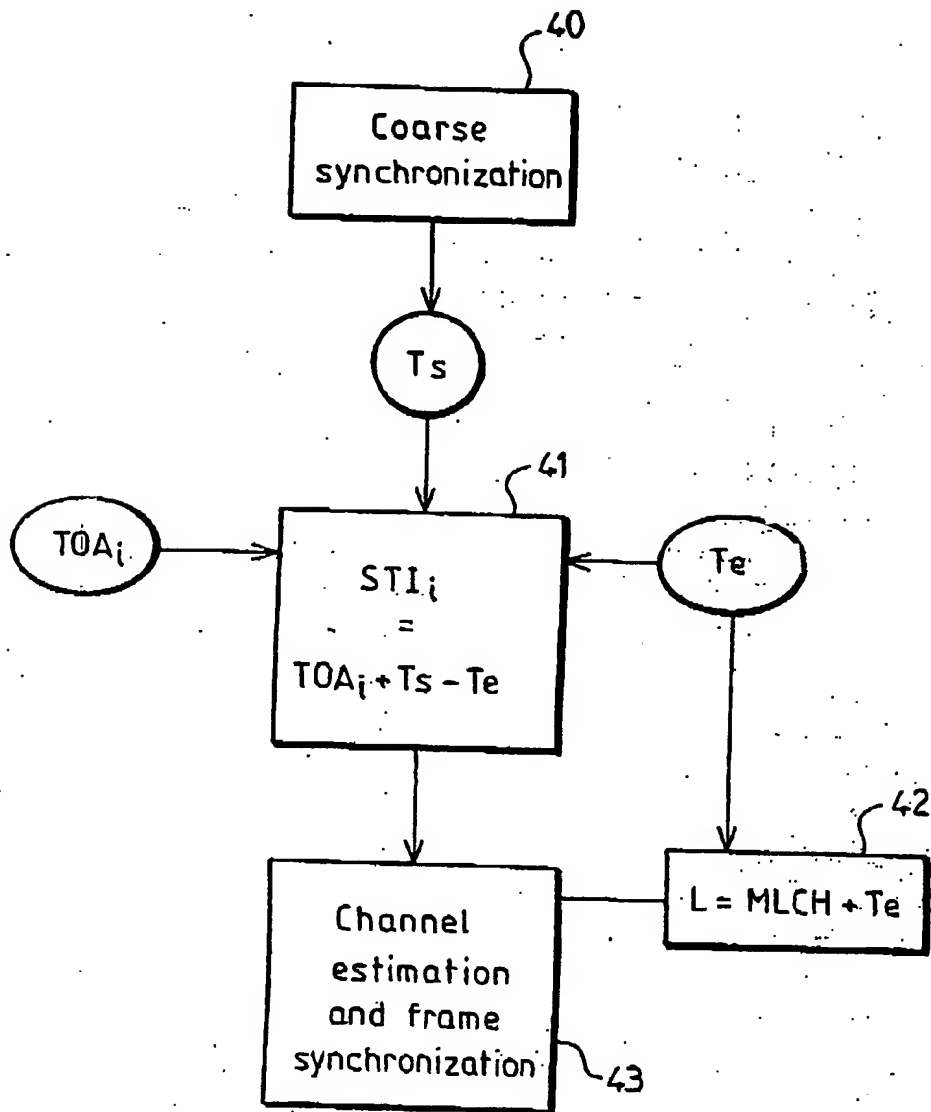 40
Coarse
synchronization
Ts
41
TOAi
STIi
=
TOAi + Ts - Te
Te
42
L = MLCH + Te
Channel
estimation
and frame
synchronization
43